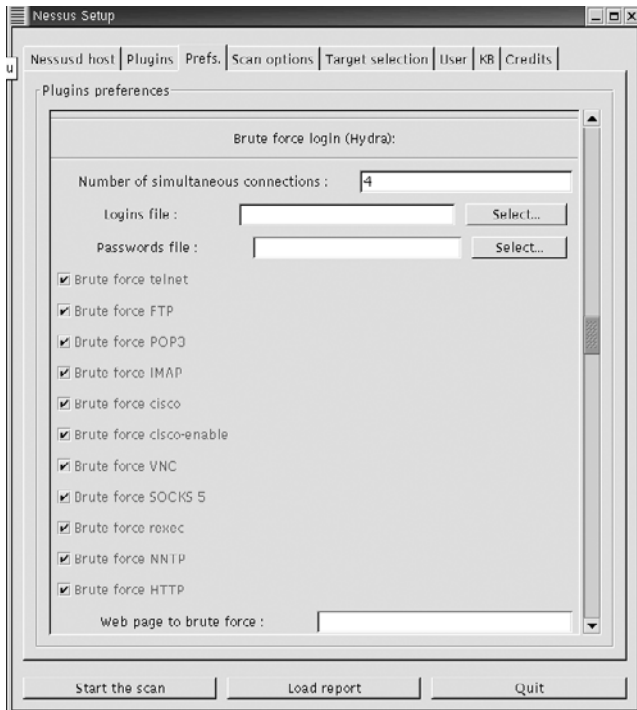 Nessus Setup
u
Nessusd host Plugins Prefs. Scan options Target selection User KB Credits
Plugins preferences
Brute force login (Hydra):
Number of simultaneous connections : 4
Logins file : Select...
Passwords file : Select...
Brute force telnet
Brute force FTP
Brute force POP3
Brute force IMAP
Brute force cisco
Brute force cisco-enable
Brute force VNC
Brute force SOCKS 5
Brute force rexec
Brute force NNTP
Brute force HTTP
Web page to brute force :
Start the scan Load report Quit